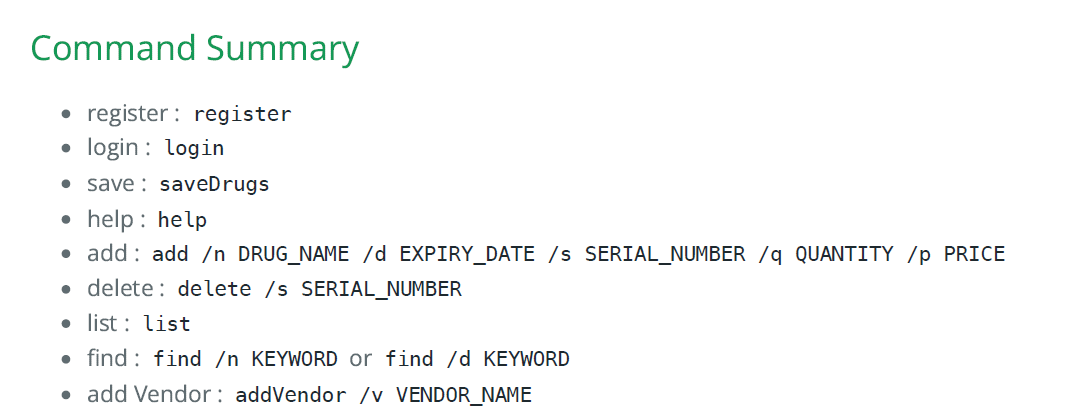 Command Summary
• register : register
• login : login
• save : saveDrugs
• help : help
• add : add /n DRUG_NAME /d EXPIRY_DATE /s SERIAL_NUMBER /q QUANTITY /p PRICE
• delete : delete /s SERIAL_NUMBER
• list : list
• find : find /n KEYWORD or find /d KEYWORD
• add Vendor : addVendor /v VENDOR_NAME